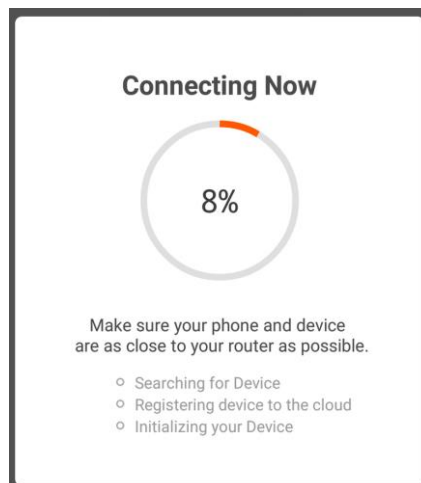 Connecting Now
8%
Make sure your phone and device
are as close to your router as possible.
Searching for Device
Registering device to the cloud
Initializing your Device